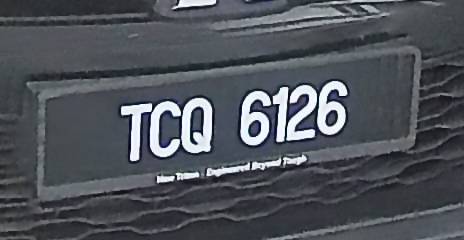 TCQ 6126
New Triton - Engineered Beyond Tough